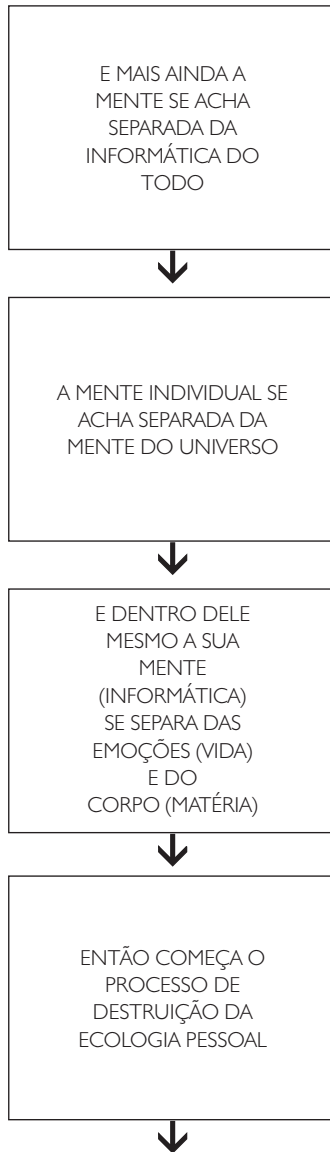 E MAIS AINDA A
MENTE SE ACHA
SEPARADA DA
INFORMÁTICA DO
TODO
A MENTE INDIVIDUAL SE
ACHA SEPARADA DA
MENTE DO UNIVERSO
E DENTRO DELE
MESMO A SUA
MENTE
(INFORMÁTICA)
SE SEPARA DAS
EMOÇÕES (VIDA)
E DO
CORPO (MATÉRIA)
ENTÃO COMEÇA O
PROCESSO DE
DESTRUIÇÃO DA
ECOLOGIA PESSOAL